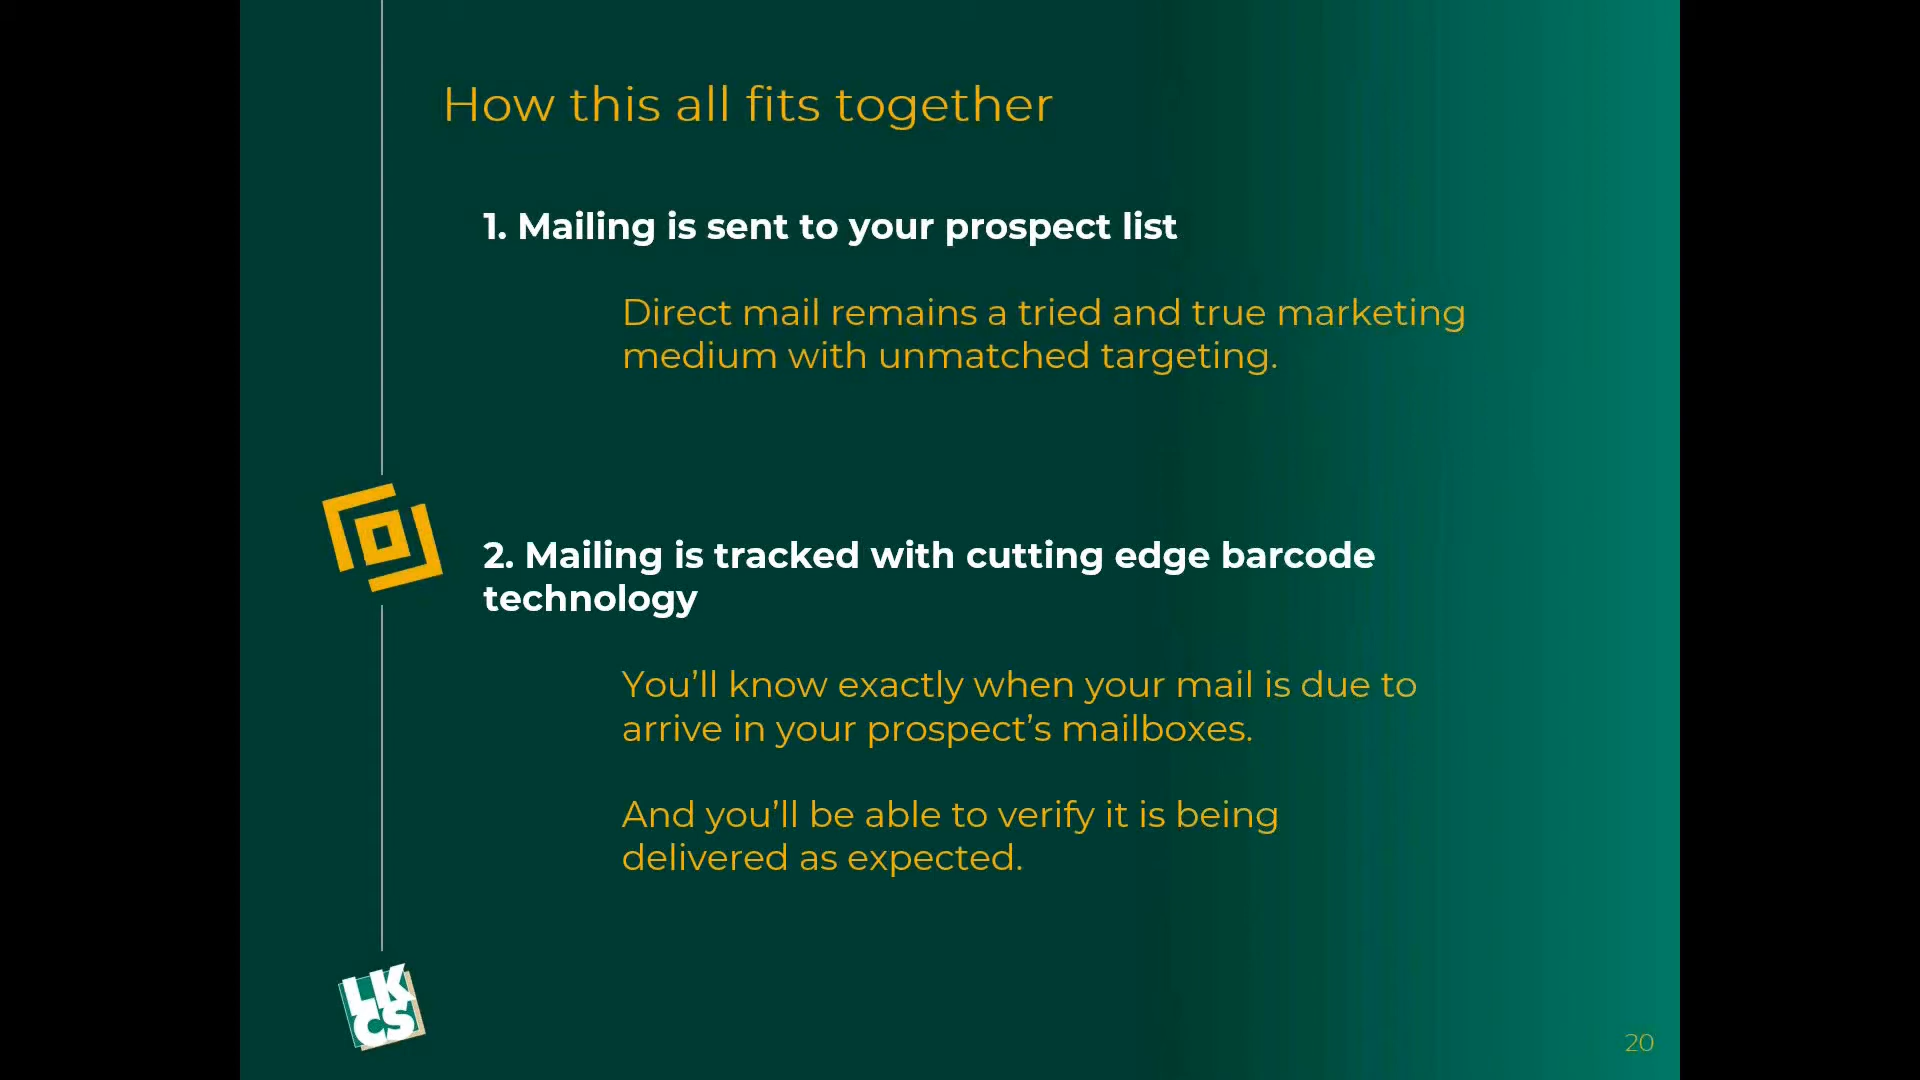 How this all fits together
1. Mailing is sent to your prospect list
Direct mail remains a tried and true marketing
medium with unmatched targeting.
2. Mailing is tracked with cutting edge barcode
technology
You’ll know exactly when your mail is due to
arrive in your prospect’s mailboxes.
And you’ll be able to verify it is being
delivered as expected.
LK
CS
20